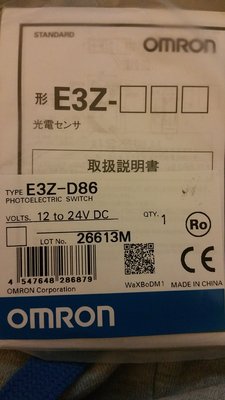 STANDARD
OMRON
形 E3Z-□□□
光電センサ
取扱説明書
TYPE E3Z-D86
PHOTOELECTRIC SWITCH
VOLTS. 12 to 24V DC
QTY. 1
LOT No. 26613M
Ro
4 547648 286879
OMRON Corporation
WaXBoDM1
CE
MADE IN CHINA
OMRON